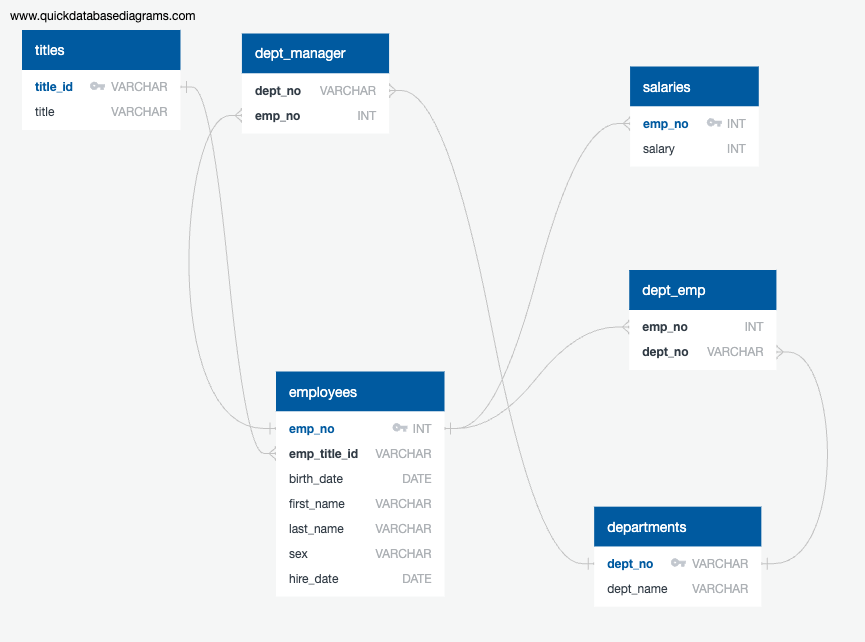 www.quickdatabasediagrams.com
titles
title_id VARCHAR
title VARCHAR
dept_manager
dept_no VARCHAR
emp_no INT
salaries
emp_no INT
salary INT
dept_emp
emp_no INT
dept_no VARCHAR
employees
emp_no INT
emp_title_id VARCHAR
birth_date DATE
first_name VARCHAR
last_name VARCHAR
sex VARCHAR
hire_date DATE
departments
dept_no VARCHAR
dept_name VARCHAR